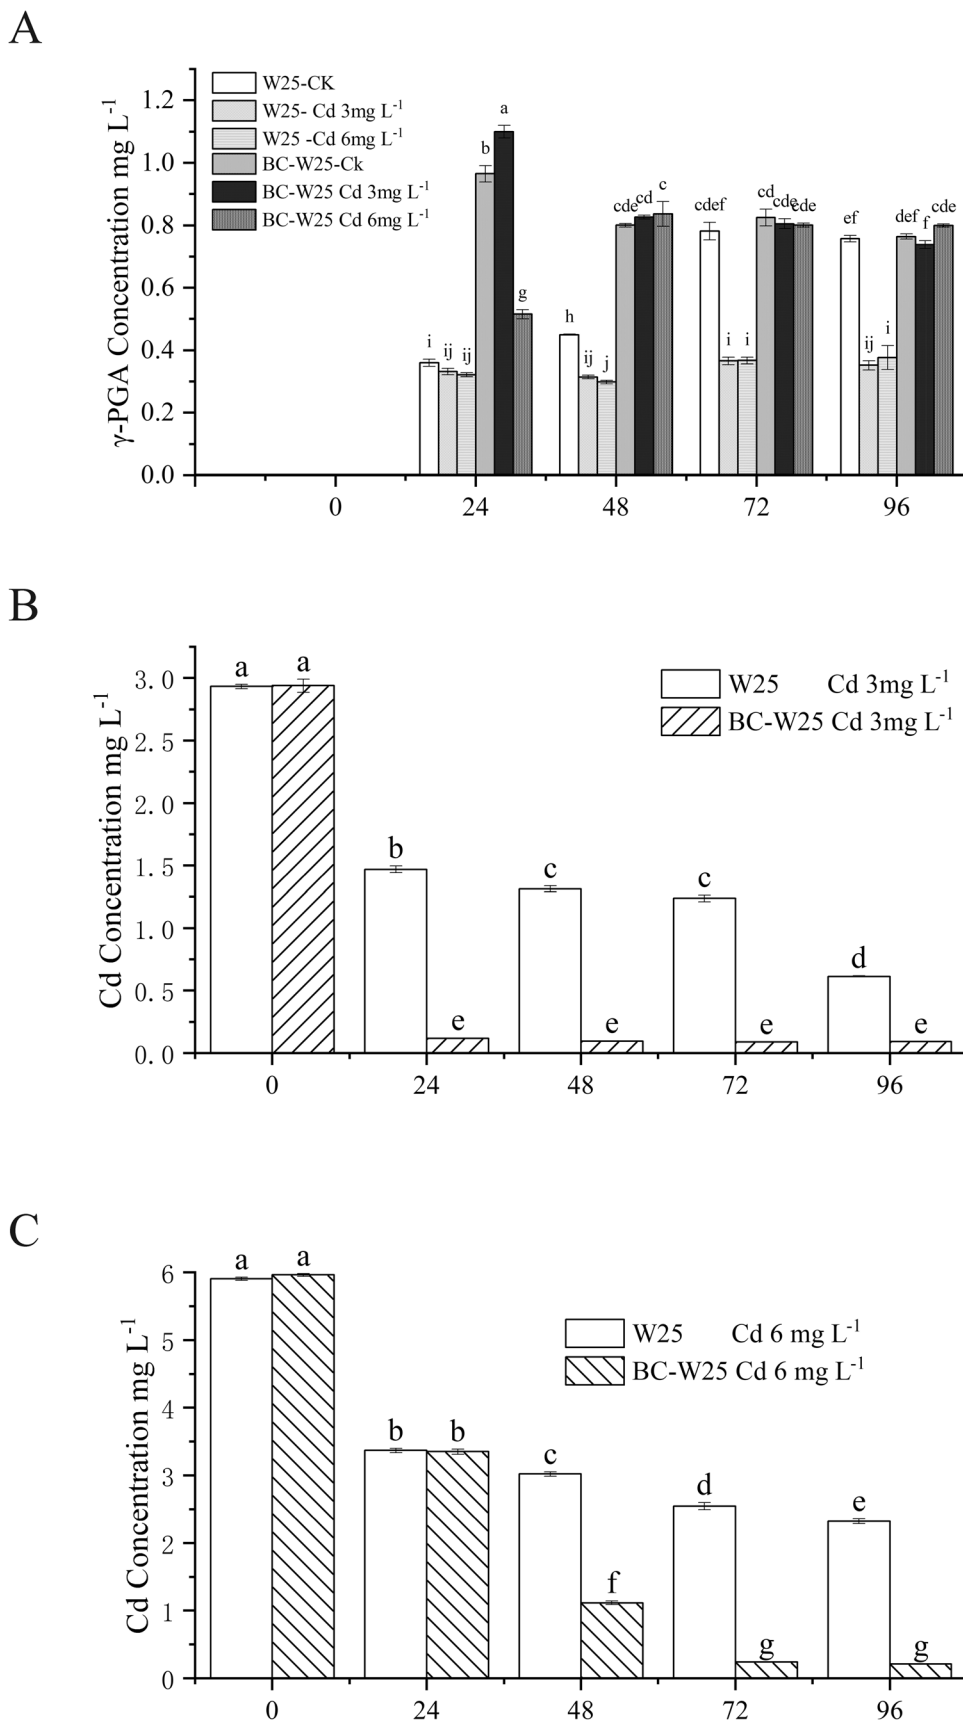 A
γ-PGA Concentration mg L⁻¹
W25-CK
W25- Cd 3mg L⁻¹
W25 -Cd 6mg L⁻¹
BC-W25-Ck
BC-W25 Cd 3mg L⁻¹
BC-W25 Cd 6mg L⁻¹
1.2
1.0
0.8
0.6
0.4
0.2
0.0
i ij ij b a g
h ij j cde cd c
cdef i i cd cde cde
ef ij i def f cde
0 24 48 72 96
B
Cd Concentration mg L⁻¹
W25 Cd 3mg L⁻¹
BC-W25 Cd 3mg L⁻¹
3.0
2.5
2.0
1.5
1.0
0.5
0.0
a a b e c e c e d e
0 24 48 72 96
C
Cd Concentration mg L⁻¹
W25 Cd 6 mg L⁻¹
BC-W25 Cd 6 mg L⁻¹
6
5
4
3
2
1
0
a a b b c f d g e g
0 24 48 72 96